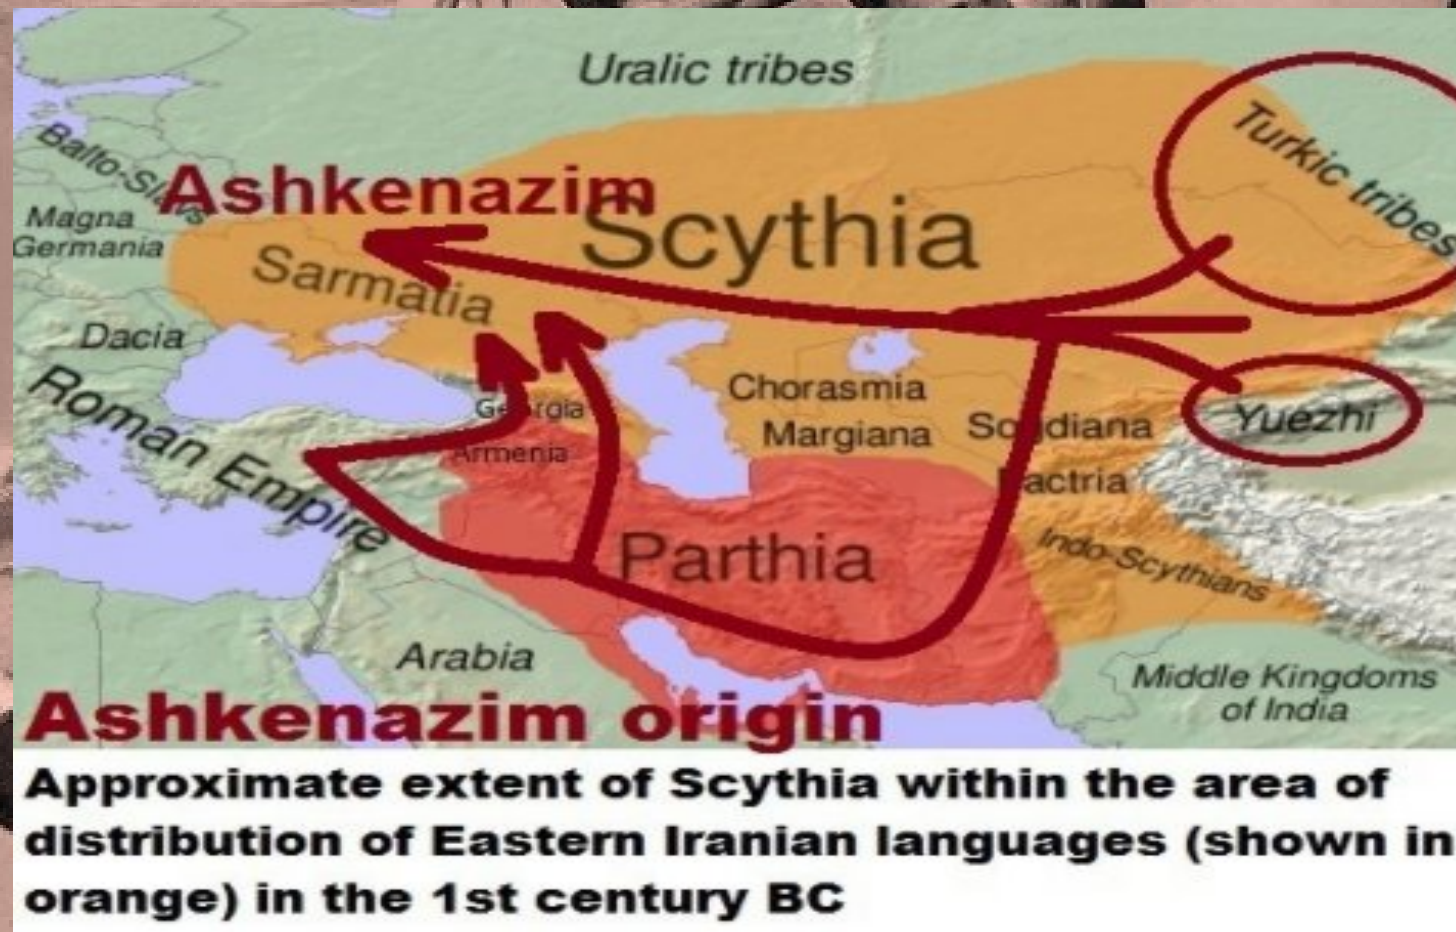 Uralic tribes
Turkic tribes
Balto-Slavs
Ashkenazim
Magna
Germania
Scythia
Sarmatia
Dacia
Chorasmia
Georgia
Yuezhi
Roman Empire
Margiana
Sogdiana
Armenia
Bactria
Parthia
Indo-Scythians
Arabia
Middle Kingdoms
of India
Ashkenazim origin
Approximate extent of Scythia within the area of
distribution of Eastern Iranian languages (shown in
orange) in the 1st century BC